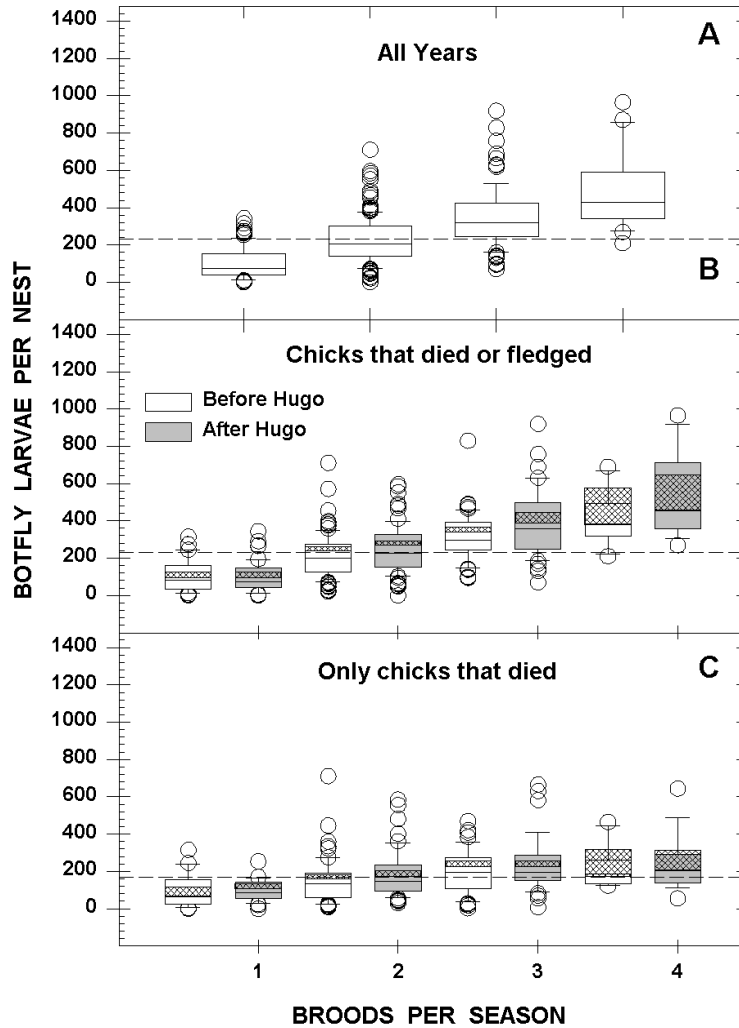 1400
1200
1000
800
600
400
200
0
A
All Years
B
1400
1200
1000
800
600
400
200
0
Chicks that died or fledged
Before Hugo
After Hugo
BOTFLY LARVAE PER NEST
1400
1200
1000
800
600
400
200
0
Only chicks that died
C
1 2 3 4
BROODS PER SEASON